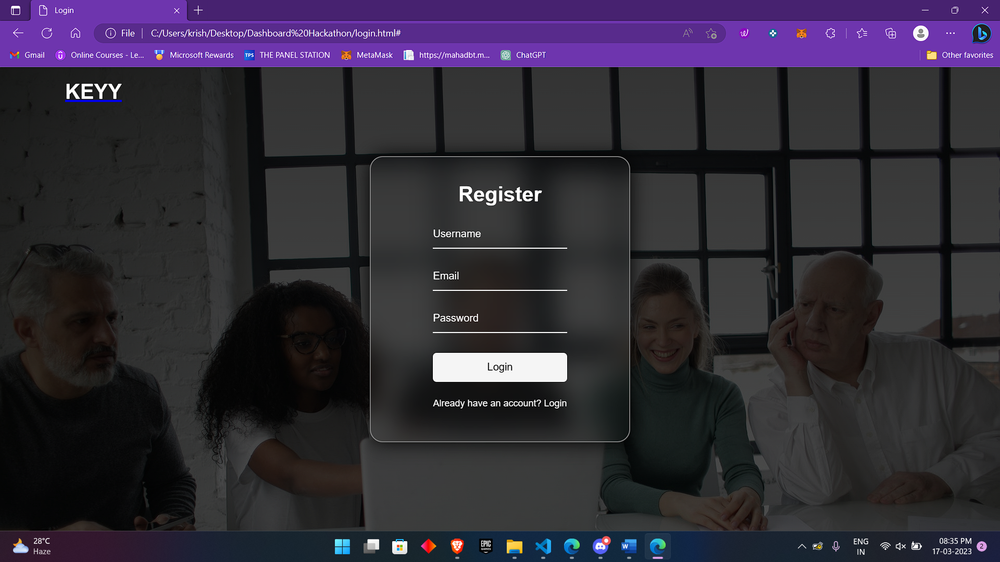 Login
File
C:/Users/krish/Desktop/Dashboard%20Hackathon/login.html#
Gmail
Online Courses - Le...
Microsoft Rewards
TPS THE PANEL STATION
MetaMask
https://mahadbt.m...
ChatGPT
Other favorites
KEYY
Register
Username
Email
Password
Login
Already have an account? Login
28°C
Haze
EPIC
GAMES
W
ENG
IN
08:35 PM
17-03-2023
2